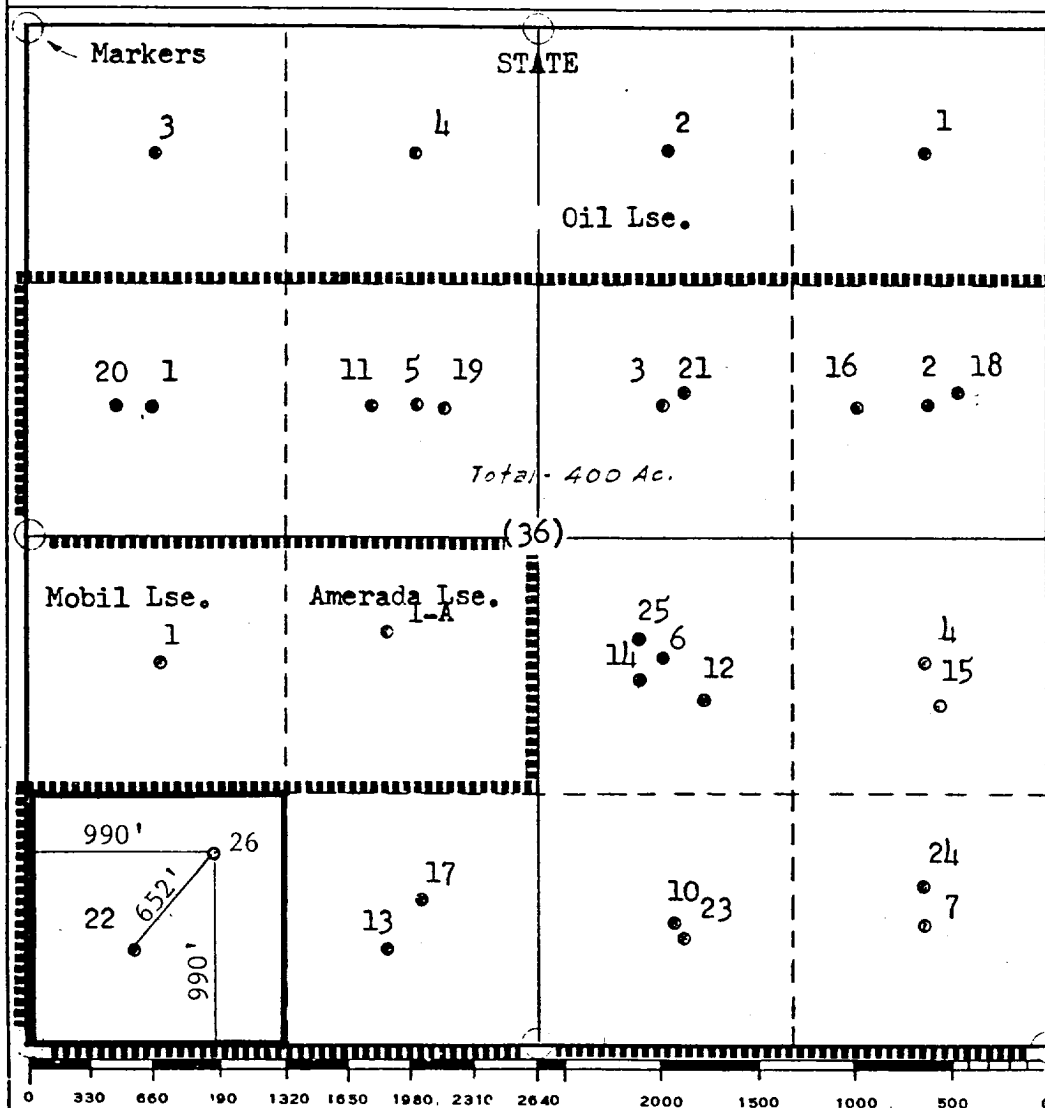 Markers
STATE
3 4 2 1
Oil Lse.
20 1 11 5 19 3 21 16 2 18
Total - 400 Ac.
(36)
Mobil Lse. Amerada Lse.
1 1-A 25 6 14 12 4 15
990' 26
652'
22
990'
17
13
10 23
24
7
0 330 660 990 1320 1650 1980, 2310 2640 2000 1500 1000 500